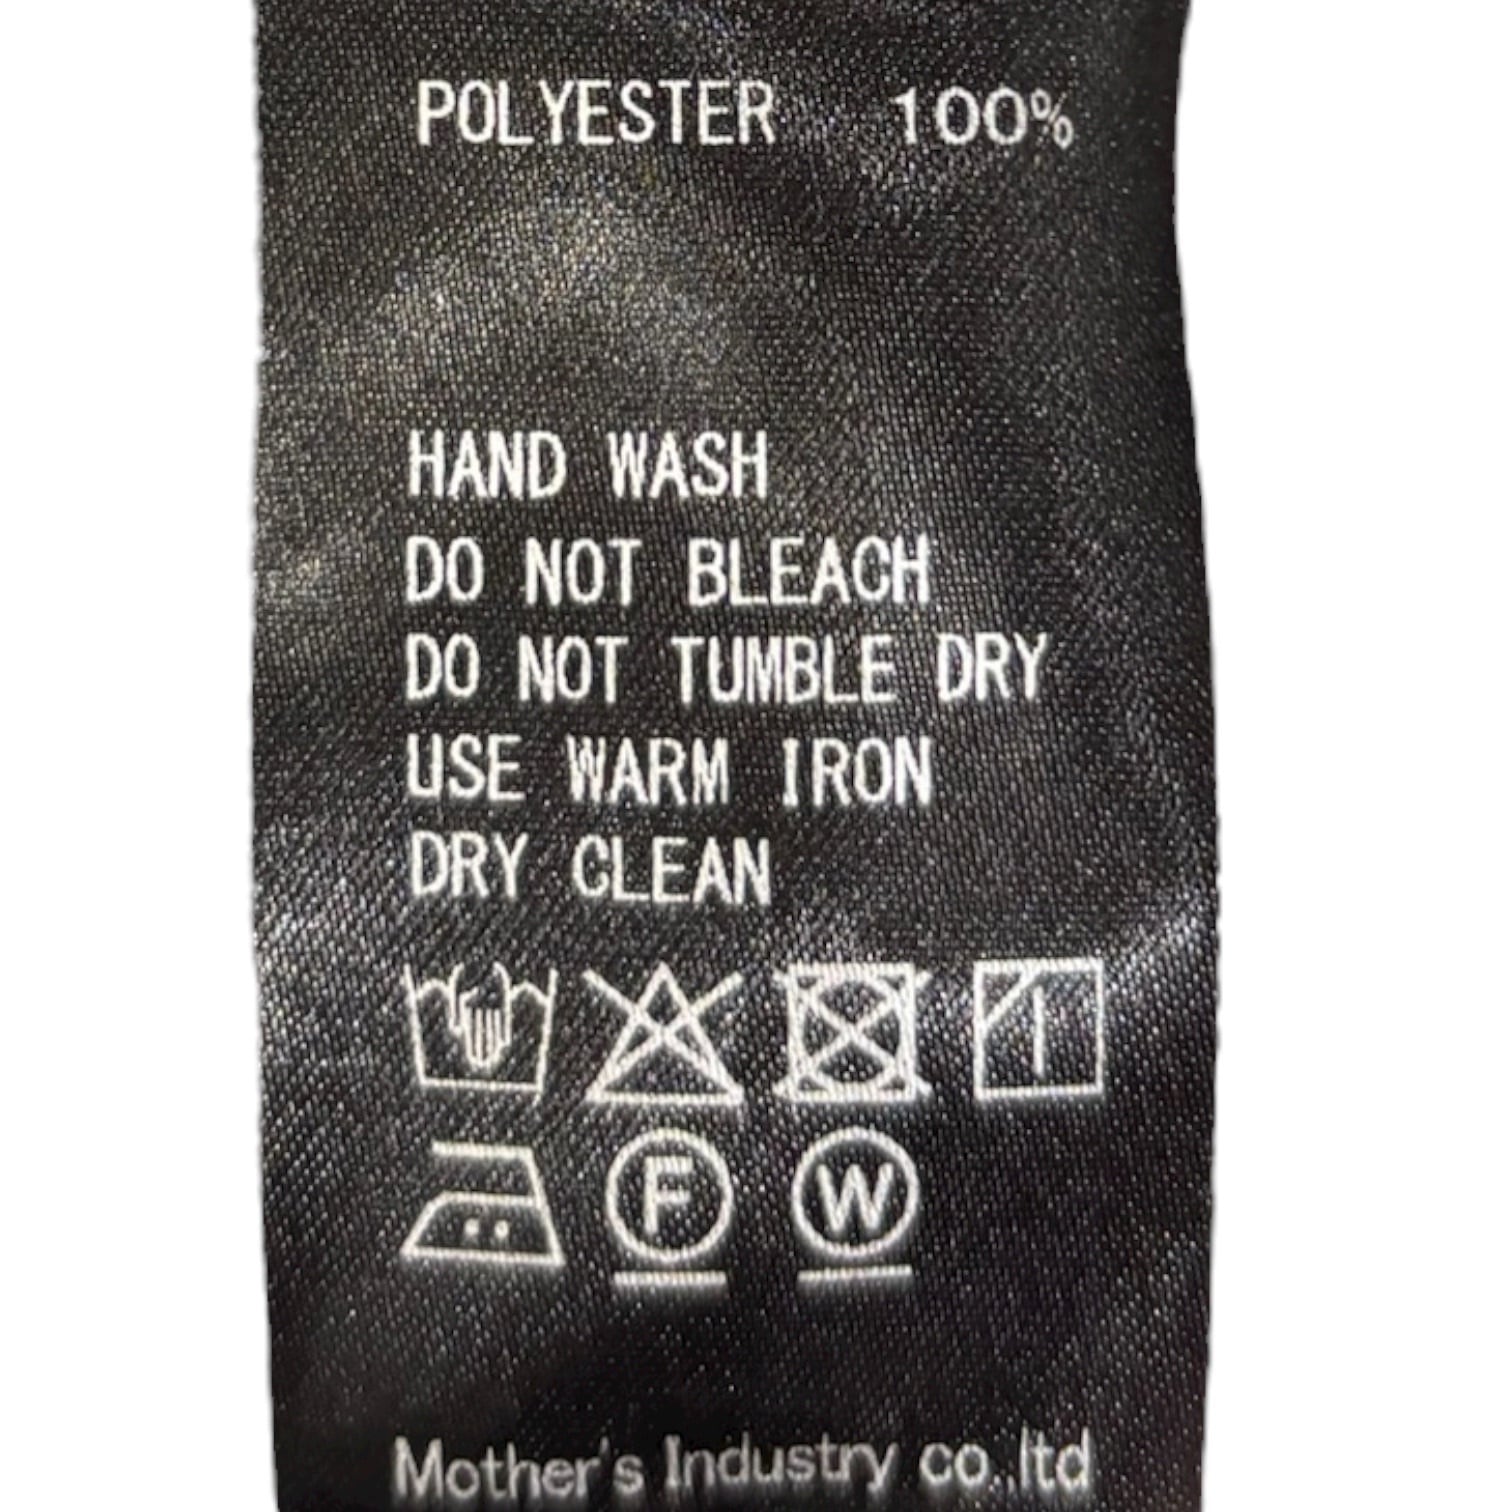 POLYESTER 100%
HAND WASH
DO NOT BLEACH
DO NOT TUMBLE DRY
USE WARM IRON
DRY CLEAN
F W
Mother's Industry co.,ltd